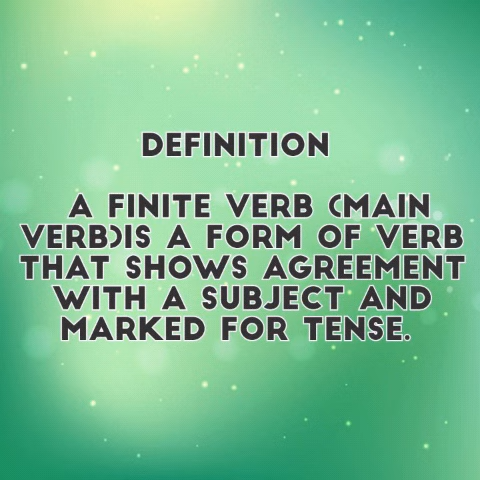 DEFINITION
A FINITE VERB (MAIN
VERB)IS A FORM OF VERB
THAT SHOWS AGREEMENT
WITH A SUBJECT AND
MARKED FOR TENSE.